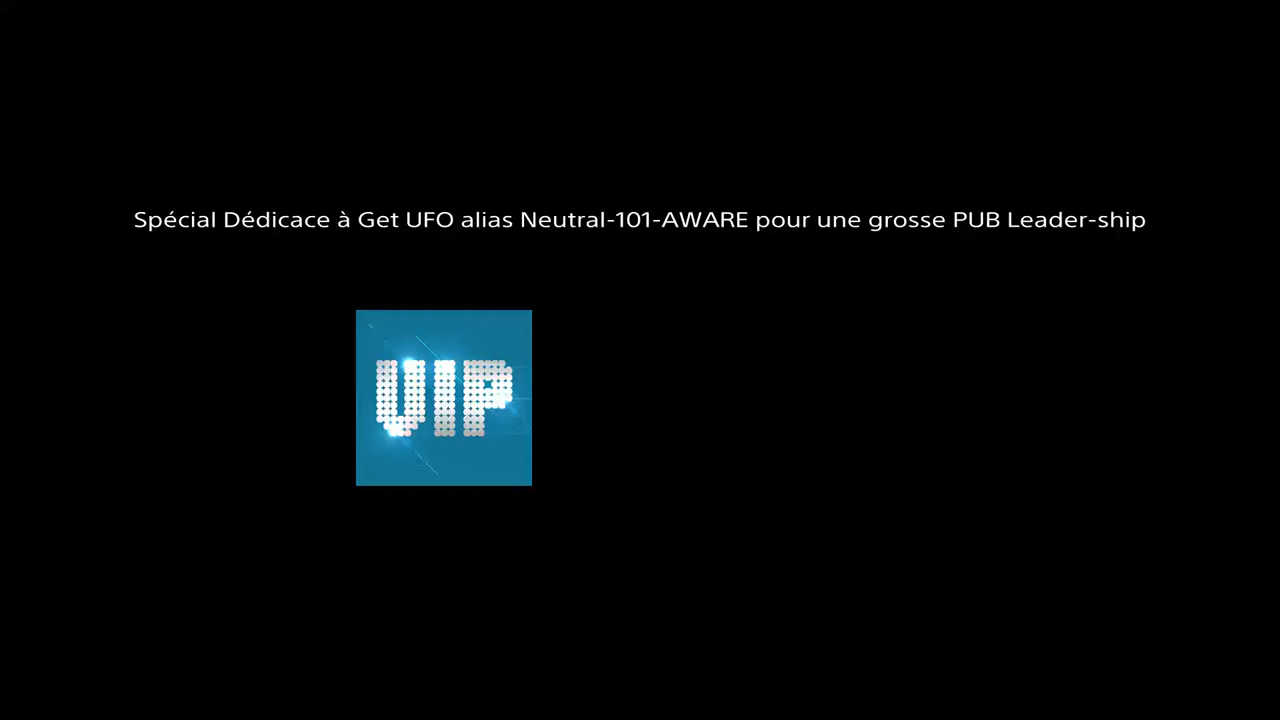 Spécial Dédicace à Get UFO alias Neutral-101-AWARE pour une grosse PUB Leader-ship
VIP